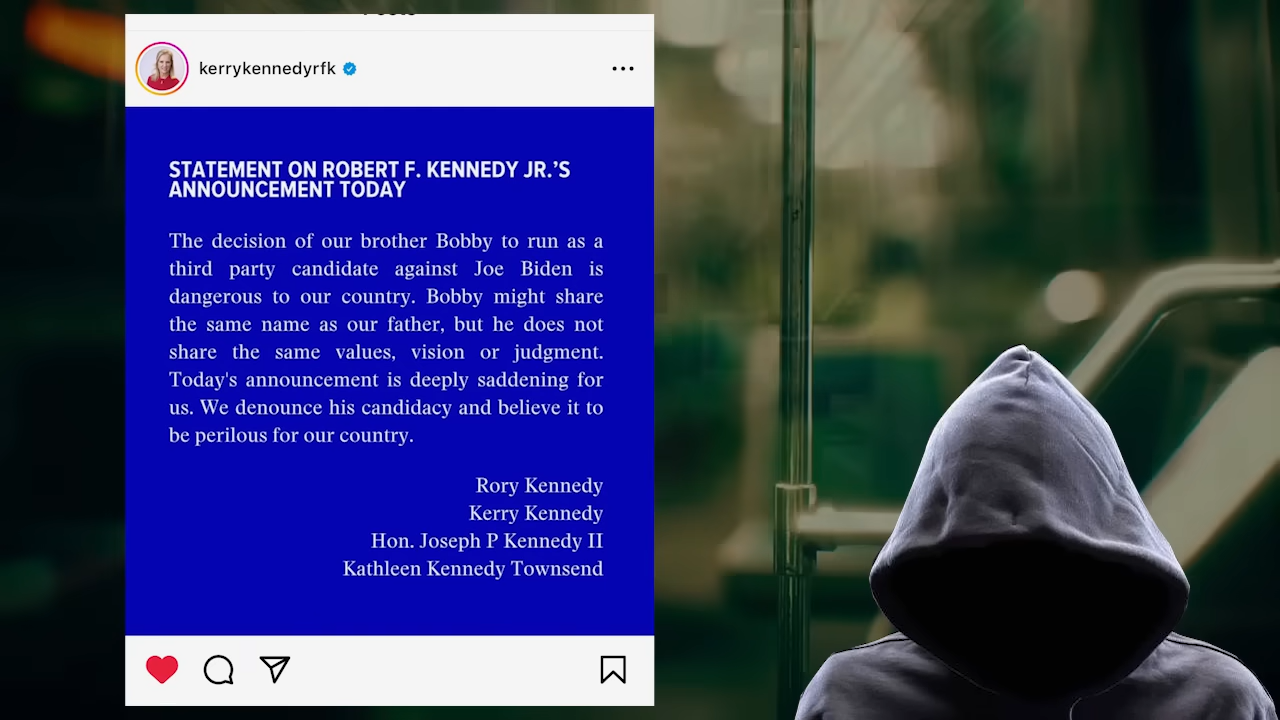 kerrykennedyrfk
STATEMENT ON ROBERT F. KENNEDY JR.’S
ANNOUNCEMENT TODAY
The decision of our brother Bobby to run as a
third party candidate against Joe Biden is
dangerous to our country. Bobby might share
the same name as our father, but he does not
share the same values, vision or judgment.
Today's announcement is deeply saddening for
us. We denounce his candidacy and believe it to
be perilous for our country.
Rory Kennedy
Kerry Kennedy
Hon. Joseph P Kennedy II
Kathleen Kennedy Townsend